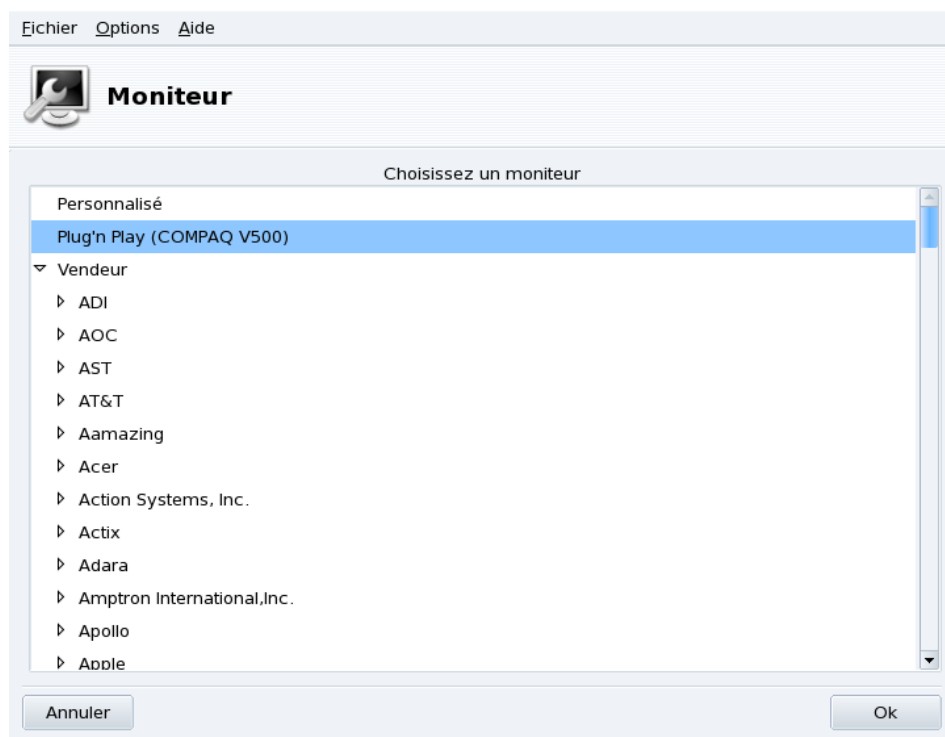 Fichier Options Aide
Moniteur
Choisissez un moniteur
Personnalisé
Plug'n Play (COMPAQ V500)
Vendeur
ADI
AOC
AST
AT&T
Aamazing
Acer
Action Systems, Inc.
Actix
Adara
Amptron International,Inc.
Apollo
Apple
Annuler Ok